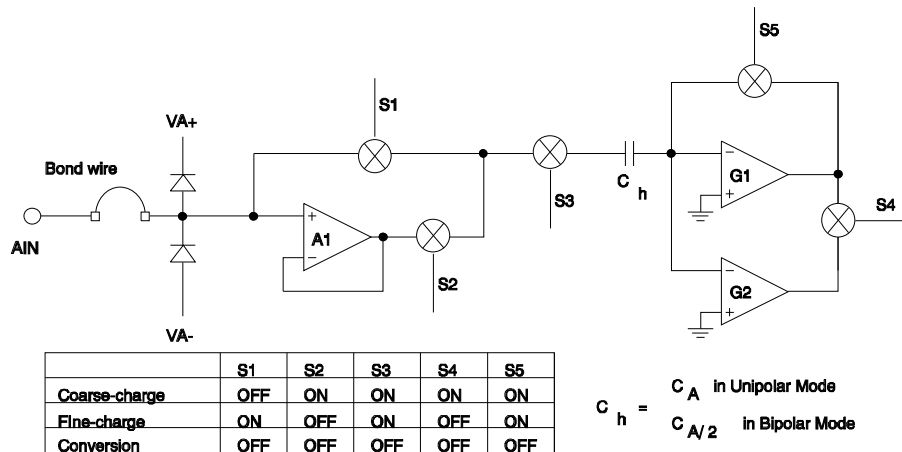 S5
S1
VA+
Bond wire
AIN
VA-
+
A1
−
S2
S3
C h
−
G1
+
S4
−
G2
+
S1 S2 S3 S4 S5
Coarse-charge OFF ON ON ON ON
Fine-charge ON OFF ON OFF ON
Conversion OFF OFF OFF OFF OFF
C h = C A in Unipolar Mode
C A/2 in Bipolar Mode